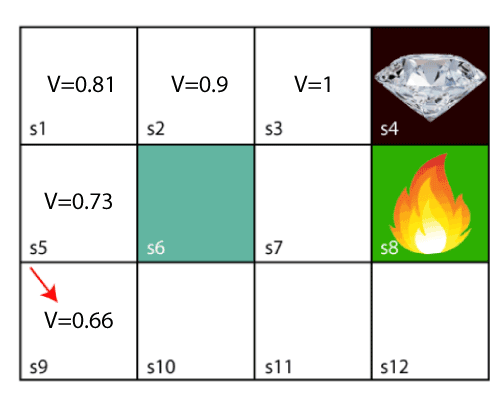 V=0.81
s1
V=0.9
s2
V=1
s3
s4
V=0.73
s5
s6
s7
s8
V=0.66
s9
s10
s11
s12